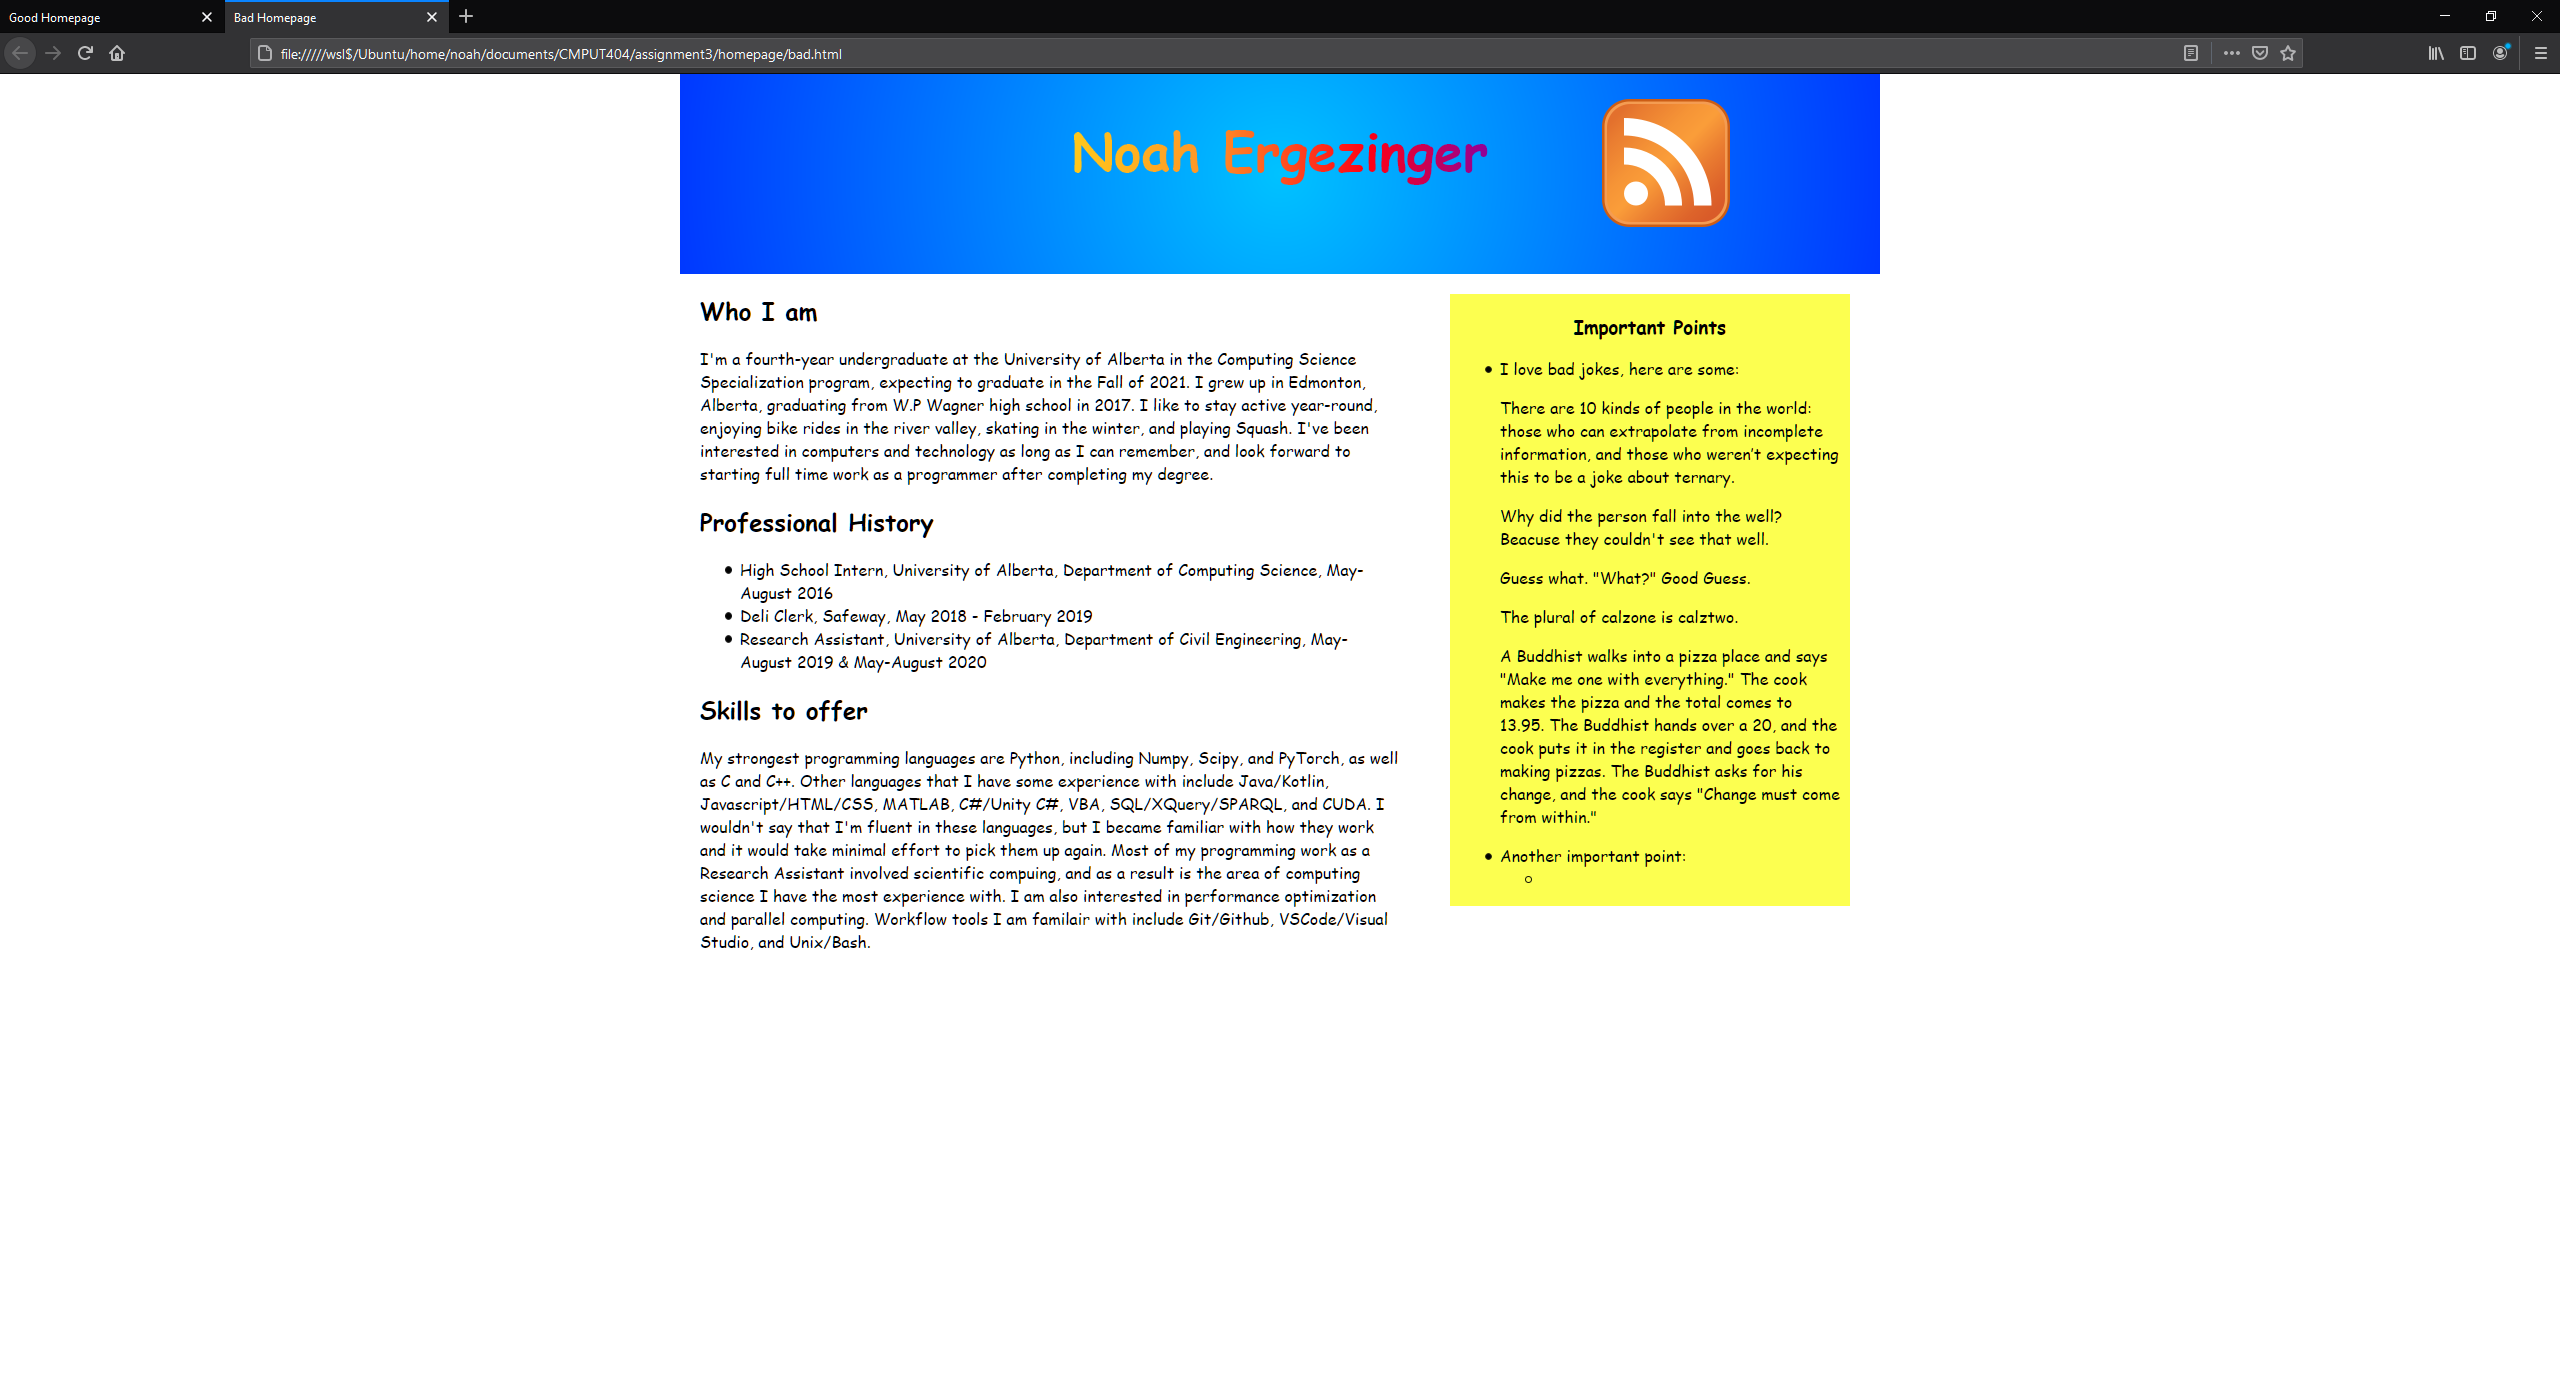 Good Homepage
Bad Homepage
file://///wsl$/Ubuntu/home/noah/documents/CMPUT404/assignment3/homepage/bad.html
Noah Ergezinger
Who I am
I'm a fourth-year undergraduate at the University of Alberta in the Computing Science
Specialization program, expecting to graduate in the Fall of 2021. I grew up in Edmonton,
Alberta, graduating from W.P Wagner high school in 2017. I like to stay active year-round,
enjoying bike rides in the river valley, skating in the winter, and playing Squash. I've been
interested in computers and technology as long as I can remember, and look forward to
starting full time work as a programmer after completing my degree.
Professional History
• High School Intern, University of Alberta, Department of Computing Science, May-
August 2016
• Deli Clerk, Safeway, May 2018 - February 2019
• Research Assistant, University of Alberta, Department of Civil Engineering, May-
August 2019 & May-August 2020
Skills to offer
My strongest programming languages are Python, including Numpy, Scipy, and PyTorch, as well
as C and C++. Other languages that I have some experience with include Java/Kotlin,
Javascript/HTML/CSS, MATLAB, C#/Unity C#, VBA, SQL/XQuery/SPARQL, and CUDA. I
wouldn't say that I'm fluent in these languages, but I became familiar with how they work
and it would take minimal effort to pick them up again. Most of my programming work as a
Research Assistant involved scientific compuing, and as a result is the area of computing
science I have the most experience with. I am also interested in performance optimization
and parallel computing. Workflow tools I am familair with include Git/Github, VSCode/Visual
Studio, and Unix/Bash.
Important Points
• I love bad jokes, here are some:
There are 10 kinds of people in the world:
those who can extrapolate from incomplete
information, and those who weren’t expecting
this to be a joke about ternary.
Why did the person fall into the well?
Beacuse they couldn't see that well.
Guess what. "What?" Good Guess.
The plural of calzone is calztwo.
A Buddhist walks into a pizza place and says
"Make me one with everything." The cook
makes the pizza and the total comes to
13.95. The Buddhist hands over a 20, and the
cook puts it in the register and goes back to
making pizzas. The Buddhist asks for his
change, and the cook says "Change must come
from within."
• Another important point: